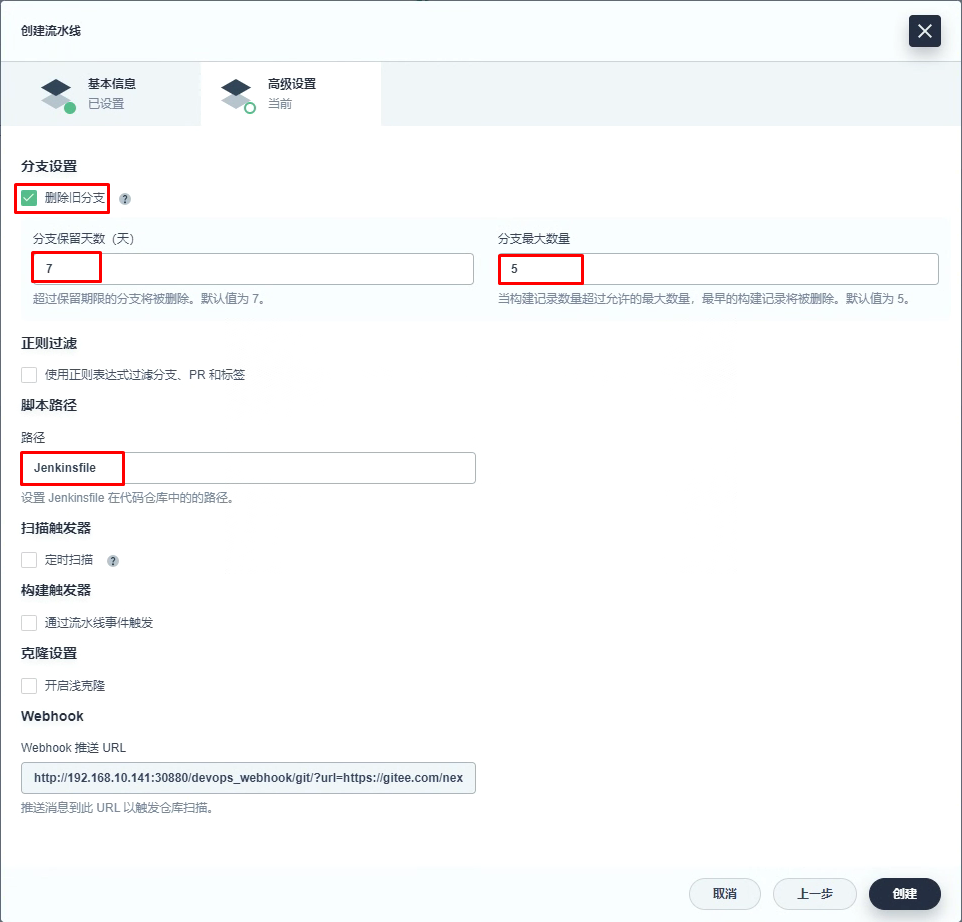 创建流水线
基本信息
已设置
高级设置
当前
分支设置
删除旧分支 ?
分支保留天数（天）
7
超过保留期限的分支将被删除。默认值为 7。
分支最大数量
5
当构建记录数量超过允许的最大数量，最早的构建记录将被删除。默认值为 5。
正则过滤
使用正则表达式过滤分支、PR 和标签
脚本路径
路径
Jenkinsfile
设置 Jenkinsfile 在代码仓库中的的路径。
扫描触发器
定时扫描 ?
构建触发器
通过流水线事件触发
克隆设置
开启浅克隆
Webhook
Webhook 推送 URL
http://192.168.10.141:30880/devops_webhook/git/?url=https://gitee.com/nex
推送消息到此 URL 以触发仓库扫描。
取消
上一步
创建